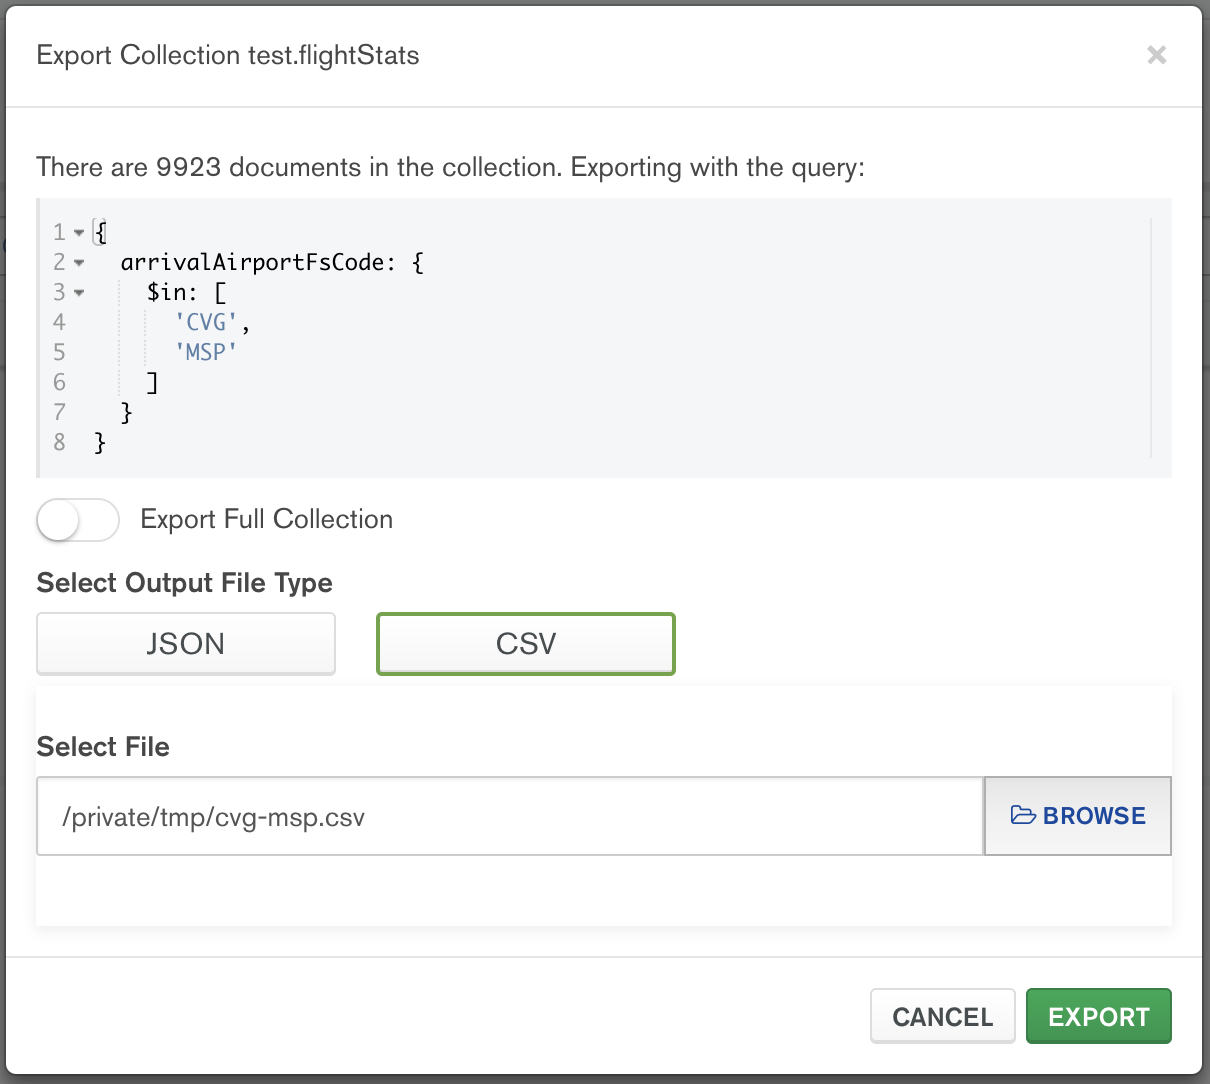 Export Collection test.flightStats
×
There are 9923 documents in the collection. Exporting with the query:
1 {
2 arrivalAirportFsCode: {
3 $in: [
4 'CVG',
5 'MSP'
6 ]
7 }
8 }
Export Full Collection
Select Output File Type
JSON CSV
Select File
/private/tmp/cvg-msp.csv BROWSE
CANCEL EXPORT